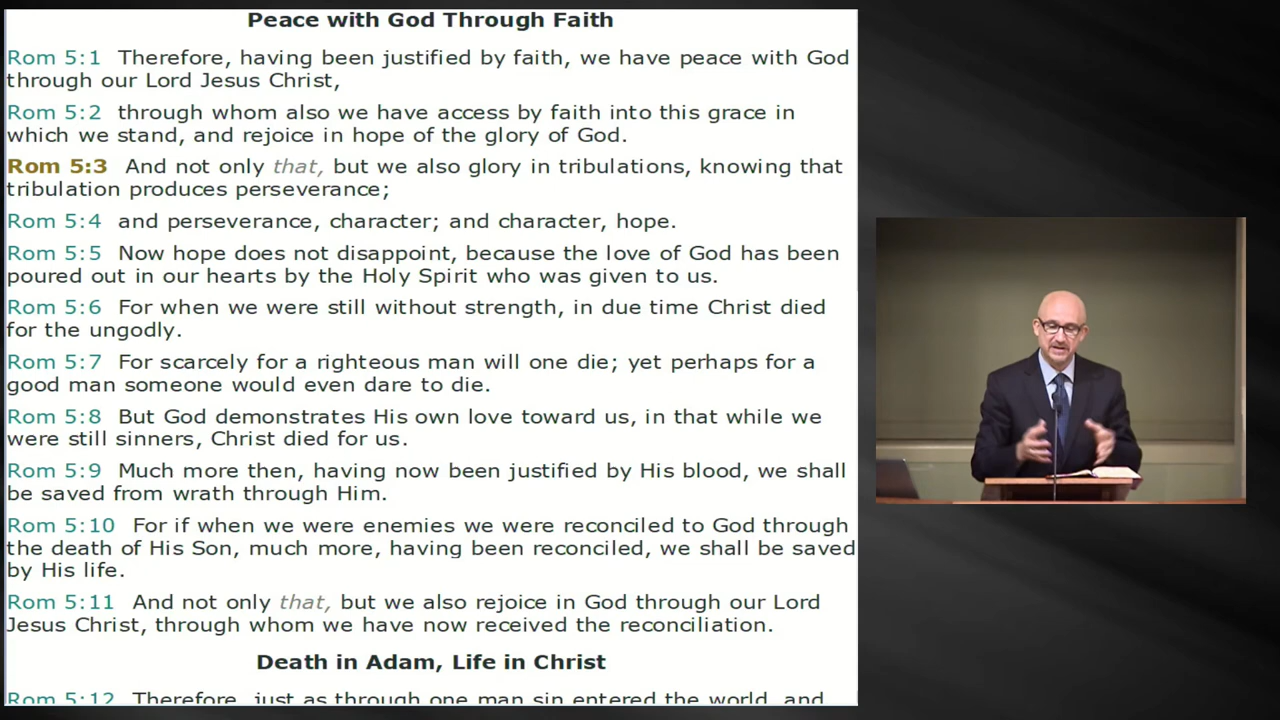 Peace with God Through Faith
Rom 5:1 Therefore, having been justified by faith, we have peace with God
through our Lord Jesus Christ,
Rom 5:2 through whom also we have access by faith into this grace in
which we stand, and rejoice in hope of the glory of God.
Rom 5:3 And not only that, but we also glory in tribulations, knowing that
tribulation produces perseverance;
Rom 5:4 and perseverance, character; and character, hope.
Rom 5:5 Now hope does not disappoint, because the love of God has been
poured out in our hearts by the Holy Spirit who was given to us.
Rom 5:6 For when we were still without strength, in due time Christ died
for the ungodly.
Rom 5:7 For scarcely for a righteous man will one die; yet perhaps for a
good man someone would even dare to die.
Rom 5:8 But God demonstrates His own love toward us, in that while we
were still sinners, Christ died for us.
Rom 5:9 Much more then, having now been justified by His blood, we shall
be saved from wrath through Him.
Rom 5:10 For if when we were enemies we were reconciled to God through
the death of His Son, much more, having been reconciled, we shall be saved
by His life.
Rom 5:11 And not only that, but we also rejoice in God through our Lord
Jesus Christ, through whom we have now received the reconciliation.
Death in Adam, Life in Christ
Rom 5:12 Therefore, just as through one man sin entered the world, and